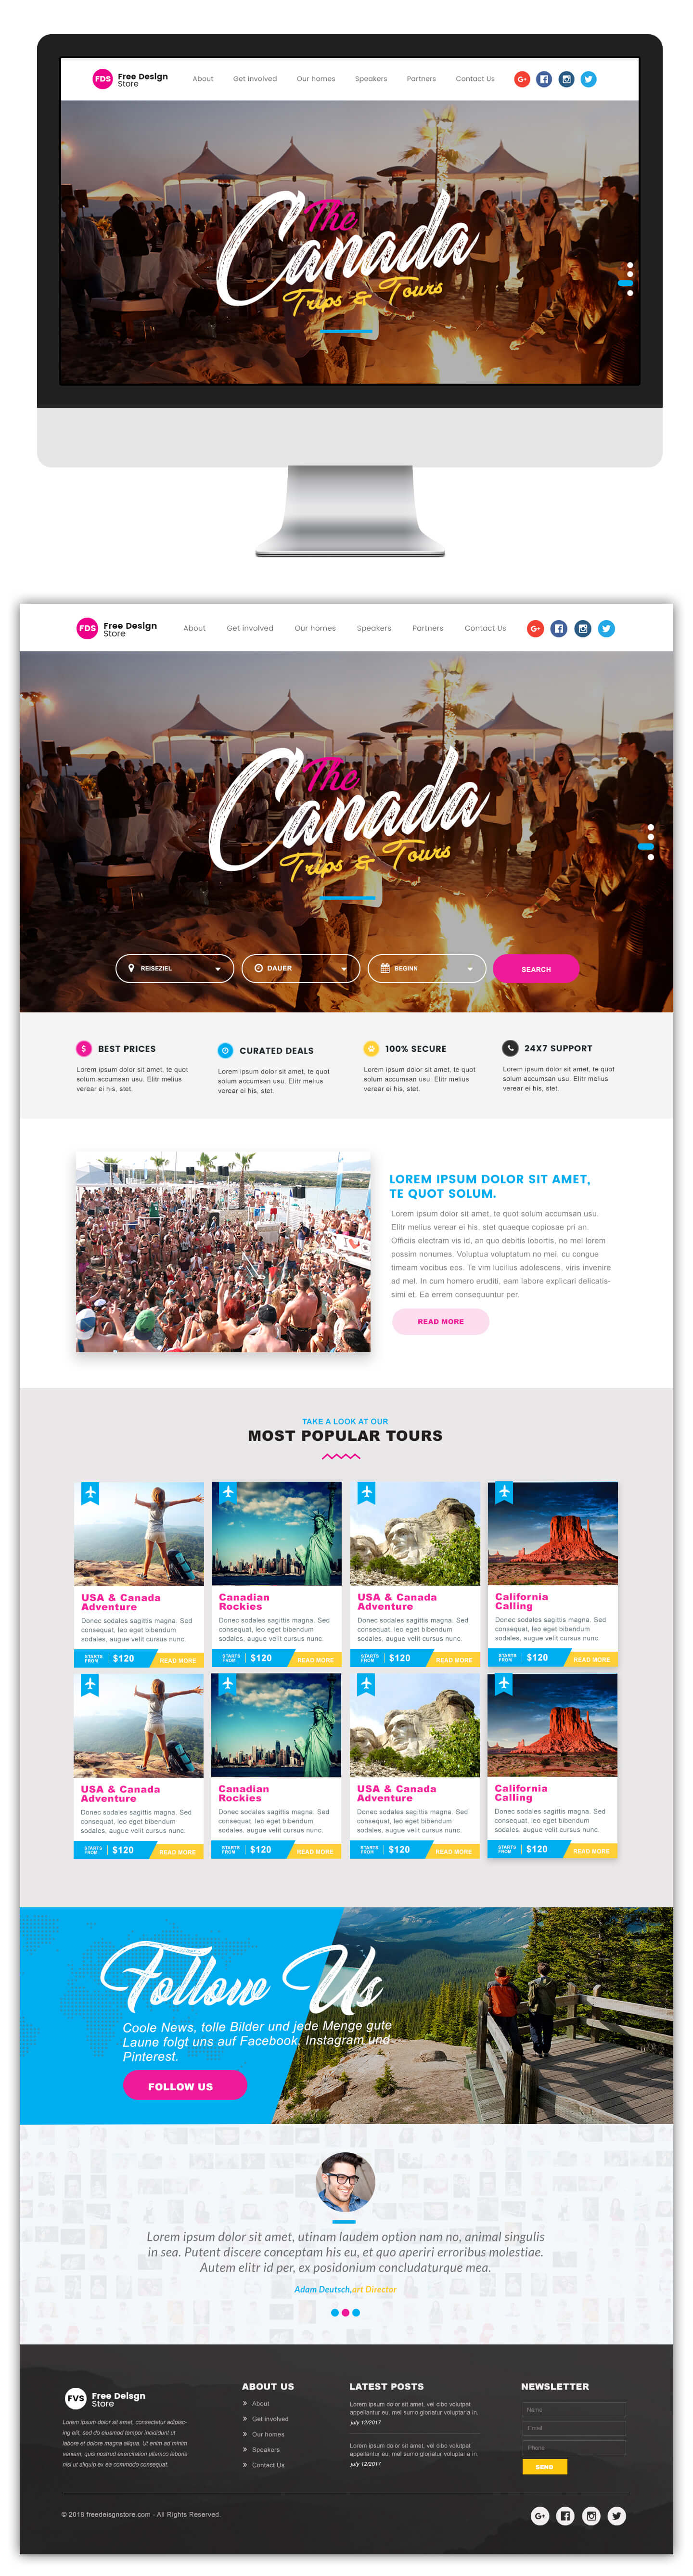 FDS Free Design
Store
About Get involved Our homes Speakers Partners Contact Us
The
Canada
Trips & Tours
FDS Free Design
Store
About Get involved Our homes Speakers Partners Contact Us
The
Canada
Trips & Tours
REISEZIEL DAUER BEGINN SEARCH
BEST PRICES
Lorem ipsum dolor sit amet, te quot
solum accumsan usu. Elitr melius
verear ei his, stet.
CURATED DEALS
Lorem ipsum dolor sit amet, te quot
solum accumsan usu. Elitr melius
verear ei his, stet.
100% SECURE
Lorem ipsum dolor sit amet, te quot
solum accumsan usu. Elitr melius
verear ei his, stet.
24X7 SUPPORT
Lorem ipsum dolor sit amet, te quot
solum accumsan usu. Elitr melius
verear ei his, stet.
LOREM IPSUM DOLOR SIT AMET,
TE QUOT SOLUM.
Lorem ipsum dolor sit amet, te quot solum accumsan usu.
Elitr melius verear ei his, stet quaeque copiosae pri an.
Officiis electram vis id, an quo debitis lobortis, no mel lorem
possim nonumes. Voluptua voluptatum no mei, cu congue
timeam vocibus eos. Te vim lucilius adolescens, viris invenire
ad mel. In cum homero eruditi, eam labore explicari delicatis-
simi et. Ea errem consequuntur per.
READ MORE
TAKE A LOOK AT OUR
MOST POPULAR TOURS
USA & Canada
Adventure
Donec sodales sagittis magna. Sed
consequat, leo eget bibendum
sodales, augue velit cursus nunc.
STARTS
FROM $120 READ MORE
Canadian
Rockies
Donec sodales sagittis magna. Sed
consequat, leo eget bibendum
sodales, augue velit cursus nunc.
STARTS
FROM $120 READ MORE
USA & Canada
Adventure
Donec sodales sagittis magna. Sed
consequat, leo eget bibendum
sodales, augue velit cursus nunc.
STARTS
FROM $120 READ MORE
California
Calling
Donec sodales sagittis magna. Sed
consequat, leo eget bibendum
sodales, augue velit cursus nunc.
STARTS
FROM $120 READ MORE
USA & Canada
Adventure
Donec sodales sagittis magna. Sed
consequat, leo eget bibendum
sodales, augue velit cursus nunc.
STARTS
FROM $120 READ MORE
Canadian
Rockies
Donec sodales sagittis magna. Sed
consequat, leo eget bibendum
sodales, augue velit cursus nunc.
STARTS
FROM $120 READ MORE
USA & Canada
Adventure
Donec sodales sagittis magna. Sed
consequat, leo eget bibendum
sodales, augue velit cursus nunc.
STARTS
FROM $120 READ MORE
California
Calling
Donec sodales sagittis magna. Sed
consequat, leo eget bibendum
sodales, augue velit cursus nunc.
STARTS
FROM $120 READ MORE
Follow Us
Coole News, tolle Bilder und jede Menge gute
Laune folgt uns auf Facebook, Instagram und
Pinterest.
FOLLOW US
Lorem ipsum dolor sit amet, utinam laudem option nam no, animal singulis
in sea. Putent discere conceptam his eu, et quo aperiri erroribus molestiae.
Autem elitr id per, ex posidonium concludaturque mea.
Adam Deutsch,art Director
FVS Free Delsgn
Store
Lorem ipsum dolor sit amet, consectetur adipisc-
ing elit, sed do eiusmod tempor incididunt ut
labore et dolore magna aliqua. Ut enim ad minim
veniam, quis nostrud exercitation ullamco laboris
nisi ut aliquip ex ea commodo consequat.
ABOUT US
About
Get involved
Our homes
Speakers
Contact Us
LATEST POSTS
Lorem ipsum dolor sit amet, vel cibo volutpat
appellantur eu, mel sumo gloriatur voluptaria in.
july 12/2017
Lorem ipsum dolor sit amet, vel cibo volutpat
appellantur eu, mel sumo gloriatur voluptaria in.
july 12/2017
NEWSLETTER
Name
Email
Phone
SEND
© 2018 freedeisgnstore.com - All Rights Reserved.